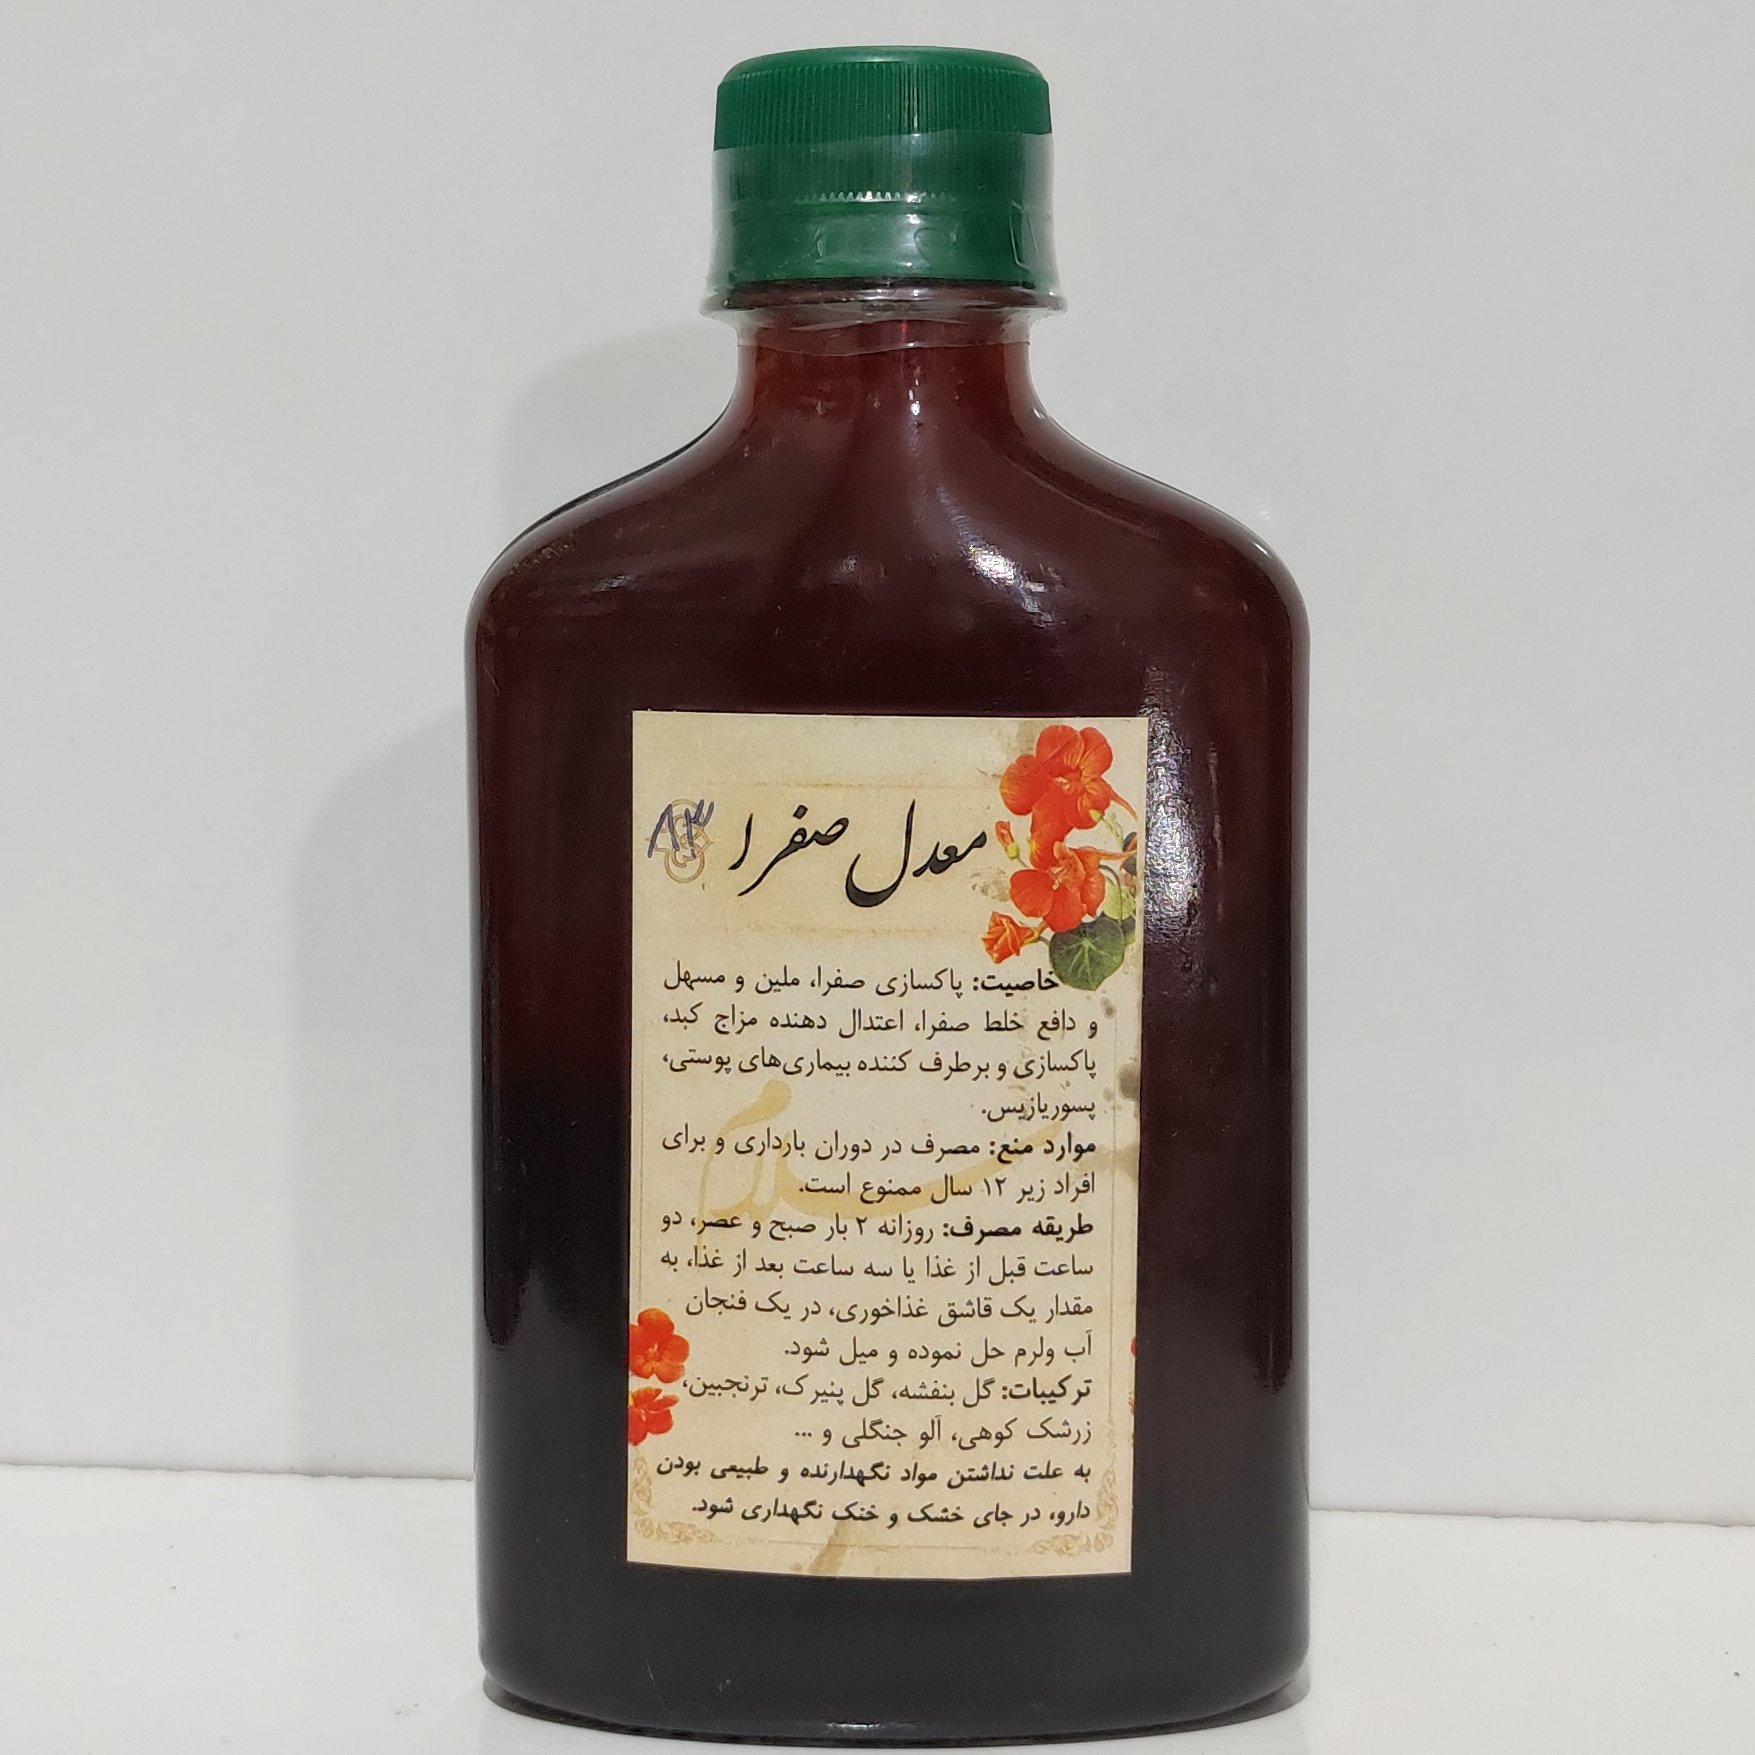 معدل صفرا
۸۳
خاصیت: پاکسازی صفرا، ملین و مسهل
و دافع خلط صفرا، اعتدال دهنده مزاج کبد،
پاکسازی و برطرف کننده بیماری‌های پوستی،
پسوریازیس.
موارد منع: مصرف در دوران بارداری و برای
افراد زیر ۱۲ سال ممنوع است.
طریقه مصرف: روزانه ۲ بار صبح و عصر، دو
ساعت قبل از غذا یا سه ساعت بعد از غذا، به
مقدار یک قاشق غذاخوری، در یک فنجان
آب ولرم حل نموده و میل شود.
ترکیبات: گل بنفشه، گل پنیرک، ترنجبین،
زرشک کوهی، آلو جنگلی و ...
به علت نداشتن مواد نگهدارنده و طبیعی بودن
دارو، در جای خشک و خنک نگهداری شود.